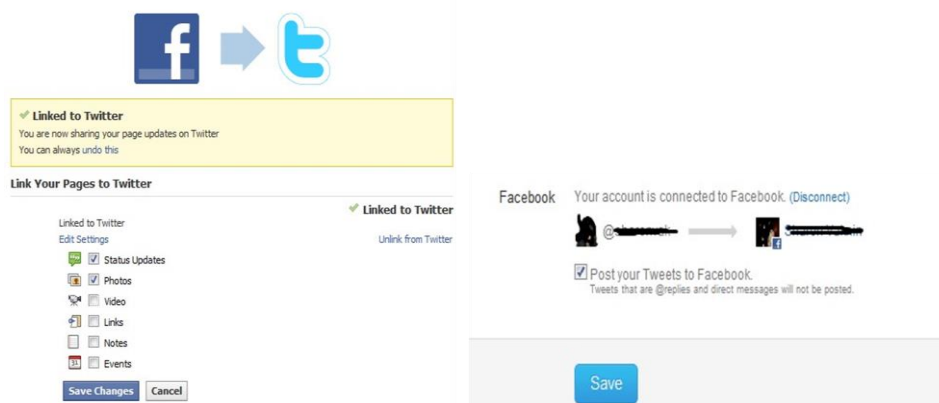 Linked to Twitter
You are now sharing your page updates on Twitter
You can always undo this
Link Your Pages to Twitter
Linked to Twitter
Linked to Twitter
Edit Settings
Unlink from Twitter
Status Updates
Photos
Video
Links
Notes
31 Events
Save Changes Cancel
Facebook Your account is connected to Facebook. (Disconnect)
@
Post your Tweets to Facebook.
Tweets that are @replies and direct messages will not be posted.
Save